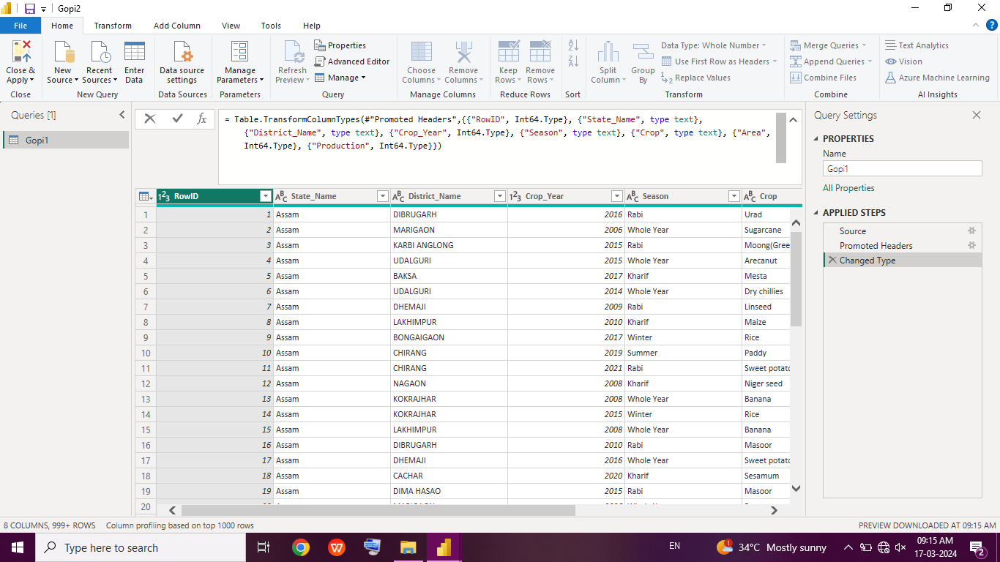 Gopi2
File Home Transform Add Column View Tools Help
Close & Apply
New Source
Recent Sources
Enter Data
Data source settings
Manage Parameters
Refresh Preview
Properties
Advanced Editor
Manage
Choose Columns
Remove Columns
Keep Rows
Remove Rows
Split Column
Group By
Data Type: Whole Number
Use First Row as Headers
Replace Values
Merge Queries
Append Queries
Combine Files
Text Analytics
Vision
Azure Machine Learning
Close New Query Data Sources Parameters Query Manage Columns Reduce Rows Sort Transform Combine AI Insights
Queries [1]
Gopi1
= Table.TransformColumnTypes(#"Promoted Headers",{{"RowID", Int64.Type}, {"State_Name", type text},
{"District_Name", type text}, {"Crop_Year", Int64.Type}, {"Season", type text}, {"Crop", type text}, {"Area",
Int64.Type}, {"Production", Int64.Type}})
RowID State_Name District_Name Crop_Year Season Crop
1 1 Assam DIBRUGARH 2016 Rabi Urad
2 2 Assam MARIGAON 2006 Whole Year Sugarcane
3 3 Assam KARBI ANGLONG 2015 Rabi Moong(Gree
4 4 Assam UDALGURI 2015 Whole Year Arecanut
5 5 Assam BAKSA 2017 Kharif Mesta
6 6 Assam UDALGURI 2014 Whole Year Dry chillies
7 7 Assam DHEMAJI 2009 Rabi Linseed
8 8 Assam LAKHIMPUR 2010 Kharif Maize
9 9 Assam BONGAIGAON 2017 Winter Rice
10 10 Assam CHIRANG 2019 Summer Paddy
11 11 Assam CHIRANG 2021 Rabi Sweet potato
12 12 Assam NAGAON 2008 Kharif Niger seed
13 13 Assam KOKRAJHAR 2008 Whole Year Banana
14 14 Assam KOKRAJHAR 2015 Winter Rice
15 15 Assam LAKHIMPUR 2008 Whole Year Banana
16 16 Assam DIBRUGARH 2010 Rabi Masoor
17 17 Assam DHEMAJI 2016 Whole Year Sweet potato
18 18 Assam CACHAR 2020 Kharif Sesamum
19 19 Assam DIMA HASAO 2015 Rabi Masoor
20
Query Settings
PROPERTIES
Name
Gopi1
All Properties
APPLIED STEPS
Source
Promoted Headers
Changed Type
8 COLUMNS, 999+ ROWS Column profiling based on top 1000 rows PREVIEW DOWNLOADED AT 09:15 AM
Type here to search
EN
34°C Mostly sunny
09:15 AM
17-03-2024
2